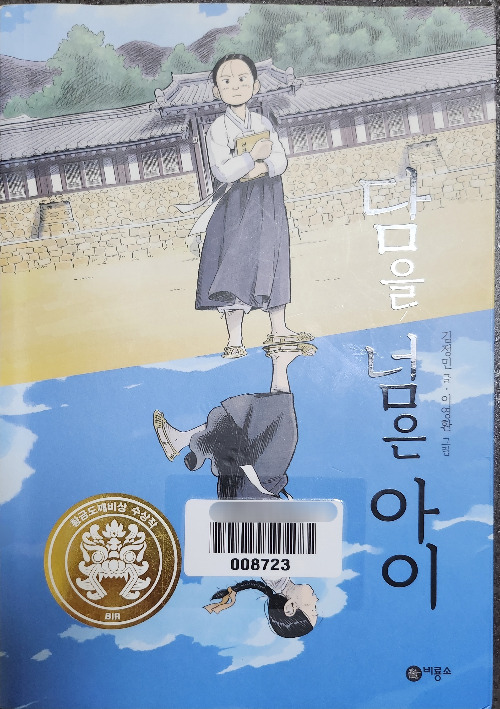 담을 넘은 아이
김정민 글·이영환 그림
황금도깨비상 수상작
BIR
008723
비룡소